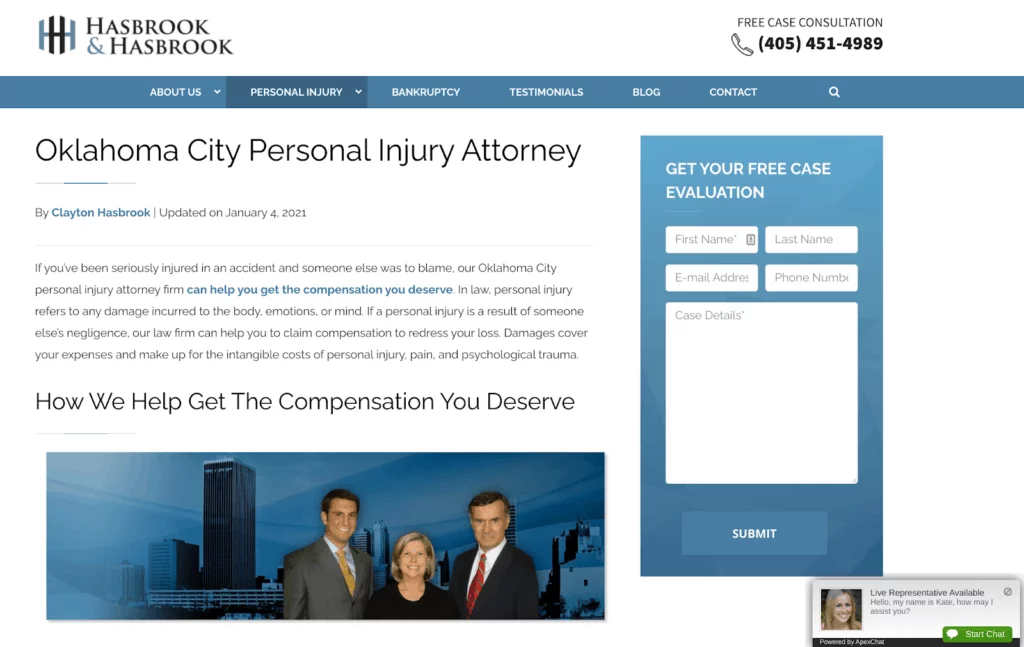 HASBROOK
& HASBROOK
FREE CASE CONSULTATION
(405) 451-4989
ABOUT US
PERSONAL INJURY
BANKRUPTCY
TESTIMONIALS
BLOG
CONTACT
Oklahoma City Personal Injury Attorney
By Clayton Hasbrook | Updated on January 4, 2021
If you've been seriously injured in an accident and someone else was to blame, our Oklahoma City
personal injury attorney firm can help you get the compensation you deserve. In law, personal injury
refers to any damage incurred to the body, emotions, or mind. If a personal injury is a result of someone
else's negligence, our law firm can help you to claim compensation to redress your loss. Damages cover
your expenses and make up for the intangible costs of personal injury, pain, and psychological trauma.
How We Help Get The Compensation You Deserve
GET YOUR FREE CASE
EVALUATION
First Name*
Last Name
E-mail Addres
Phone Numbe
Case Details*
SUBMIT
Live Representative Available
Hello, my name is Kate, how may I
assist you?
Start Chat
Powered by ApexChat